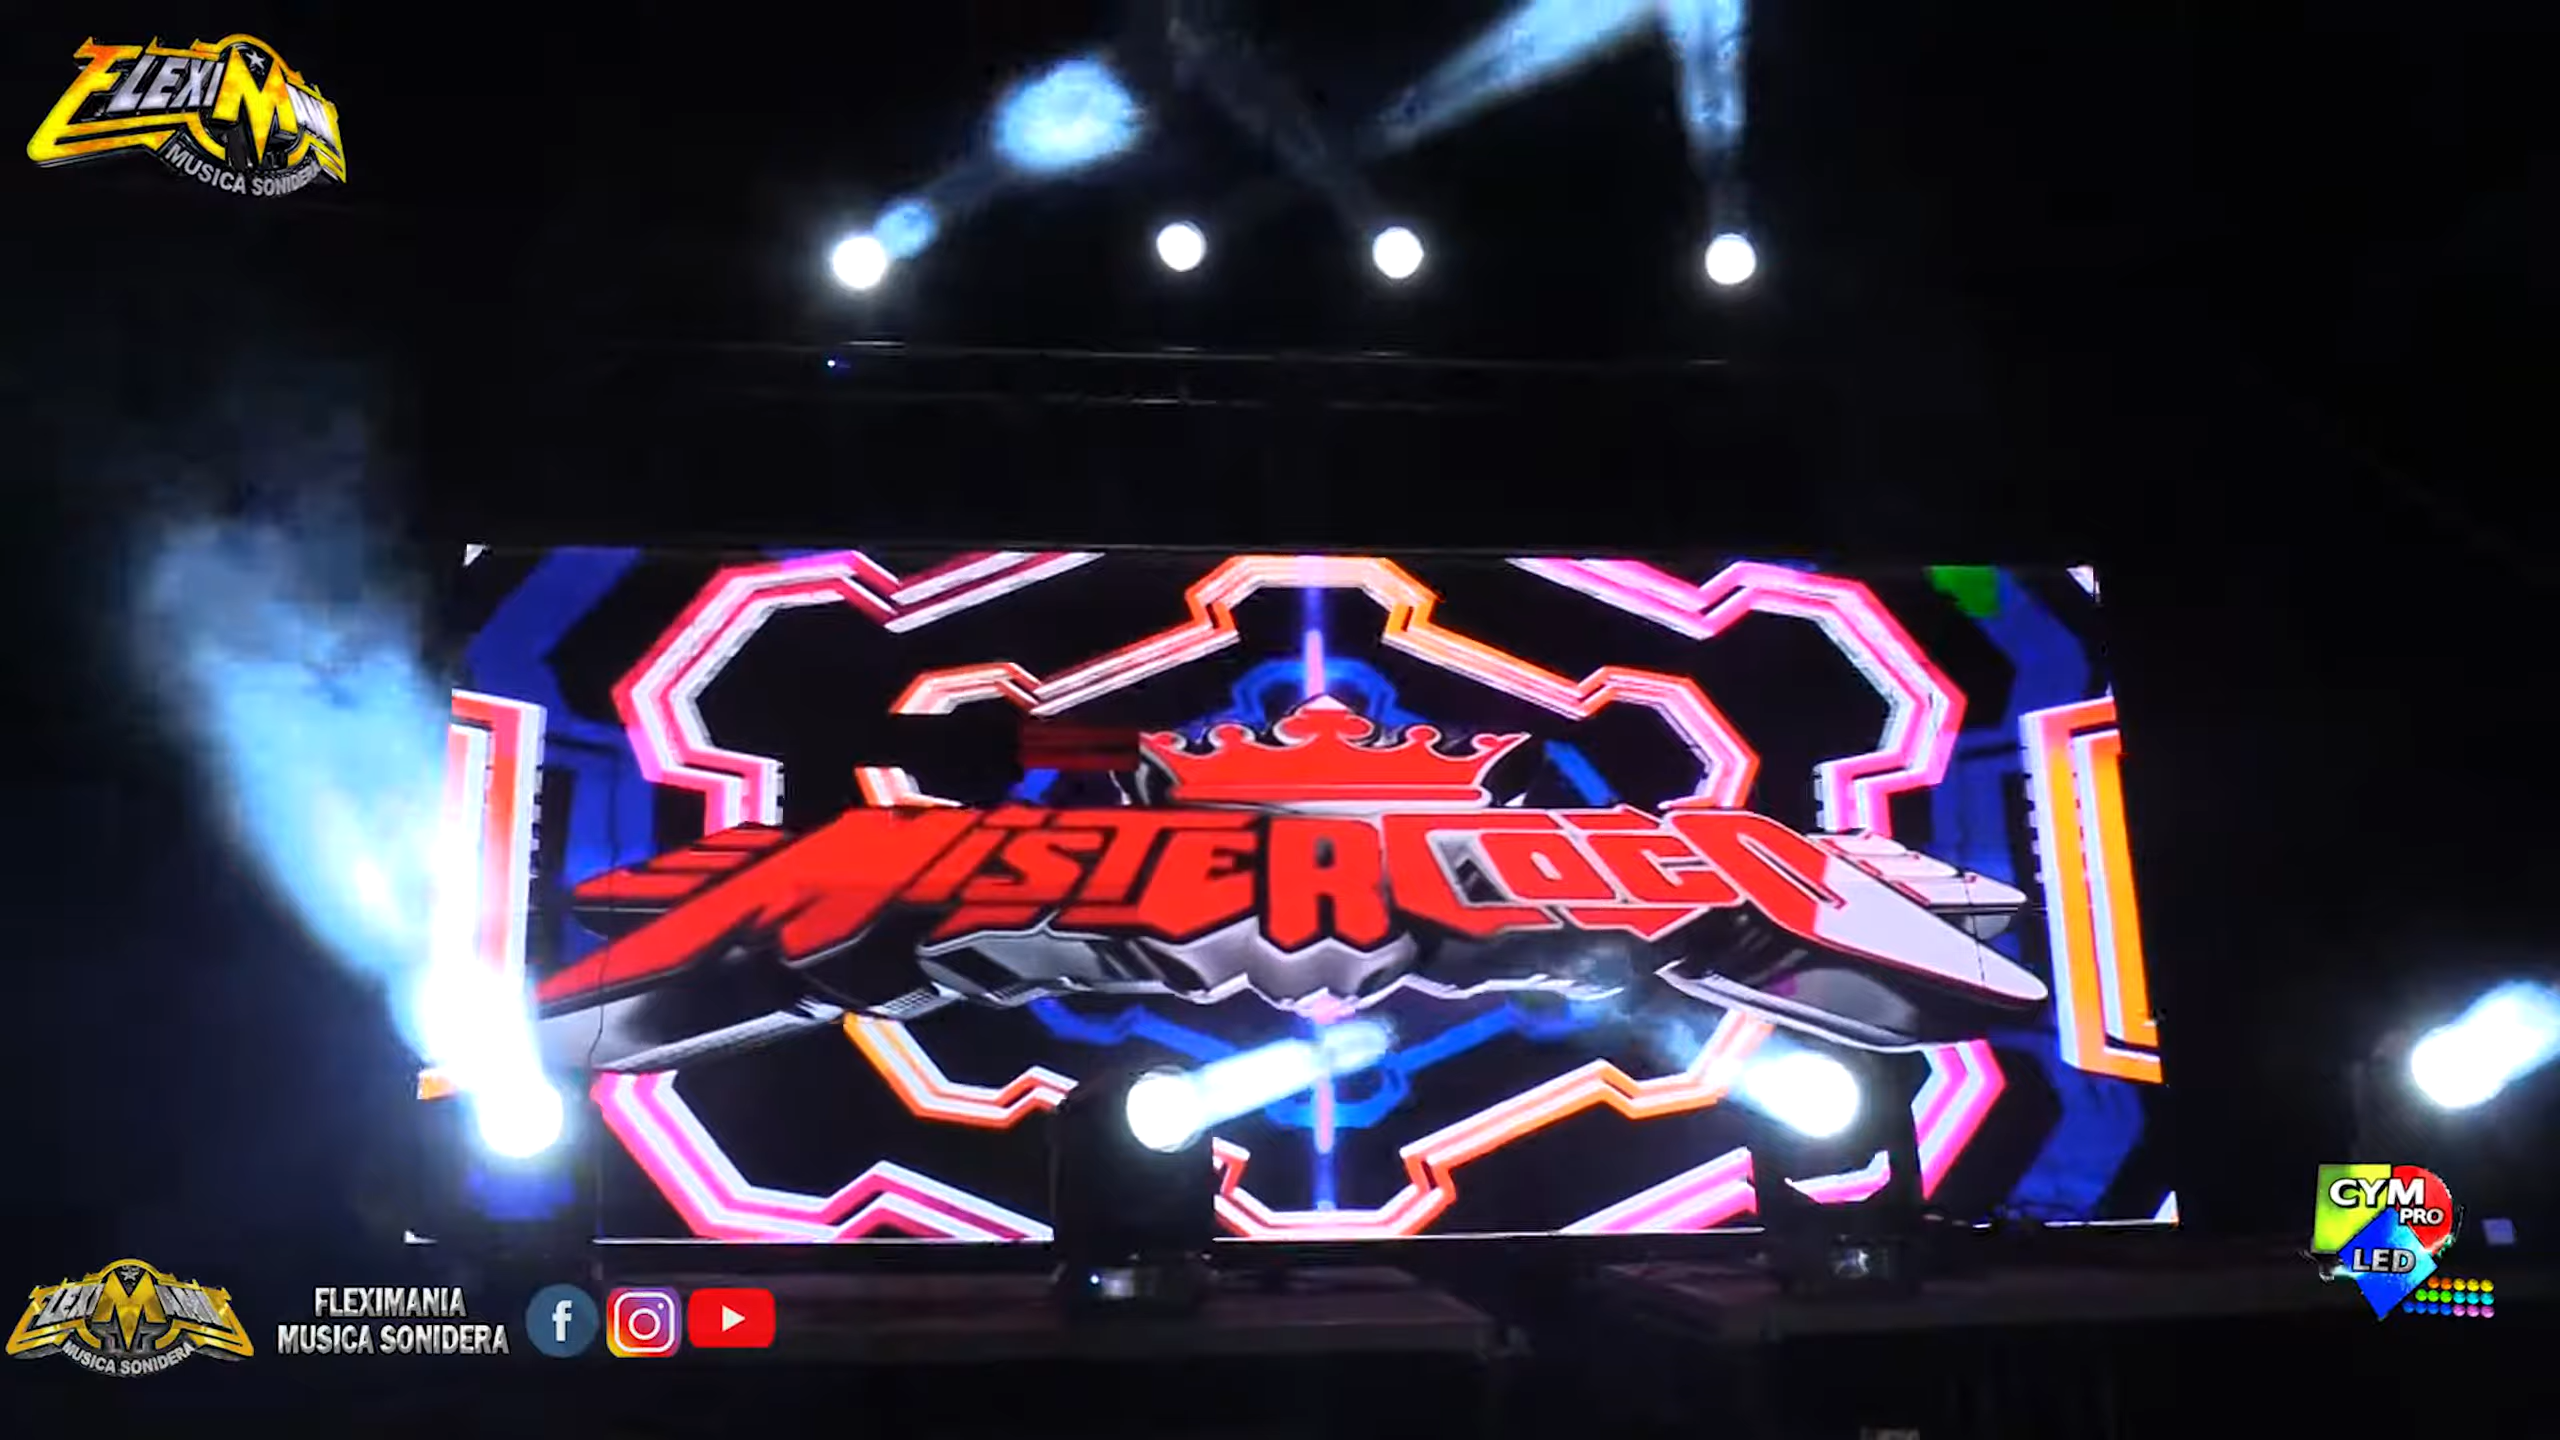 FLEXIMANIA
MUSICA SONIDERA
MISTER COCO
CYM
PRO
LED
FLEXIMANIA
MUSICA SONIDERA
FLEXIMANIA
MUSICA SONIDERA